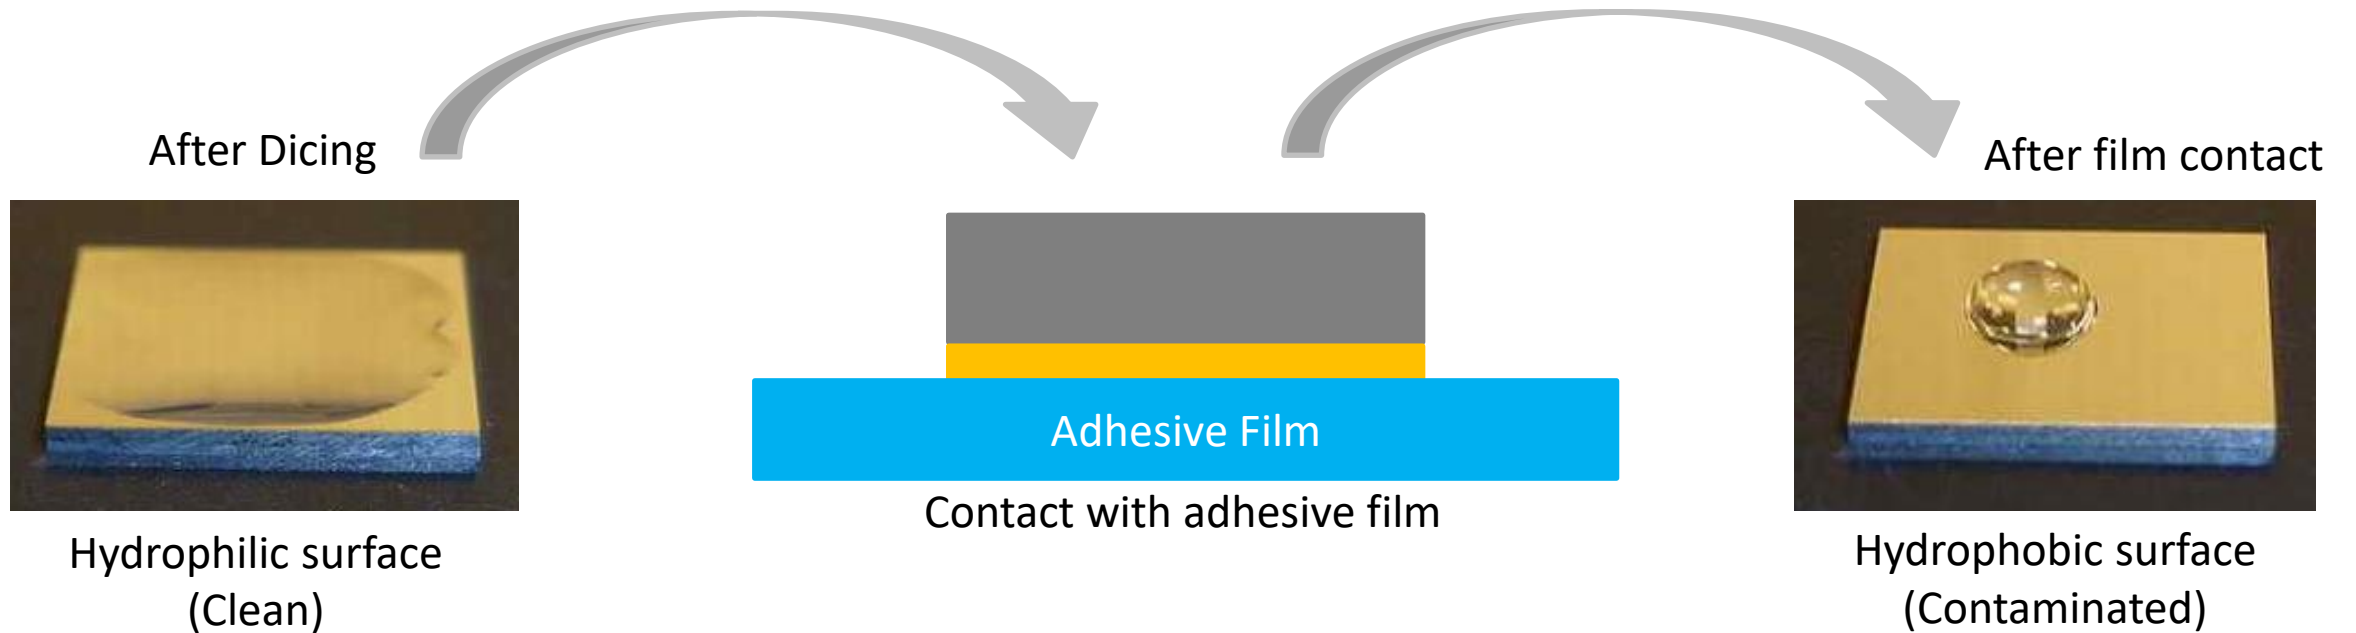 After Dicing
After film contact
Adhesive Film
Contact with adhesive film
Hydrophilic surface
(Clean)
Hydrophobic surface
(Contaminated)